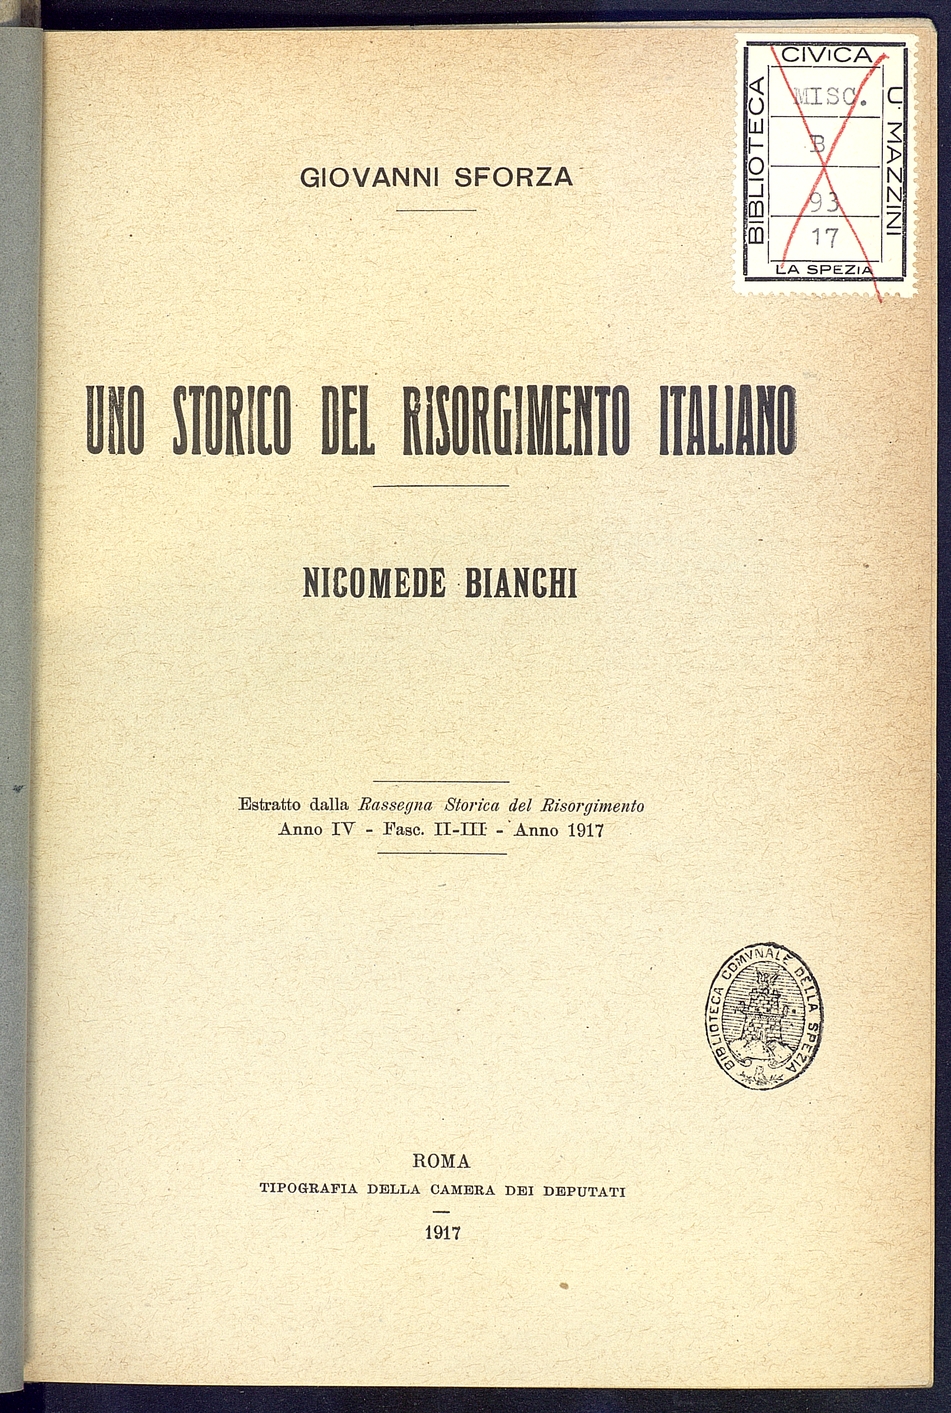 CIVICA
BIBLIOTECA
U. MAZZINI
MISC.
B
93
17
LA SPEZIA
GIOVANNI SFORZA
UNO STORICO DEL RISORGIMENTO ITALIANO
NICOMEDE BIANCHI
Estratto dalla Rassegna Storica del Risorgimento
Anno IV - Fasc. II-III - Anno 1917
BIBLIOTECA COMVNALE DELLA SPEZIA
ROMA
TIPOGRAFIA DELLA CAMERA DEI DEPUTATI
1917